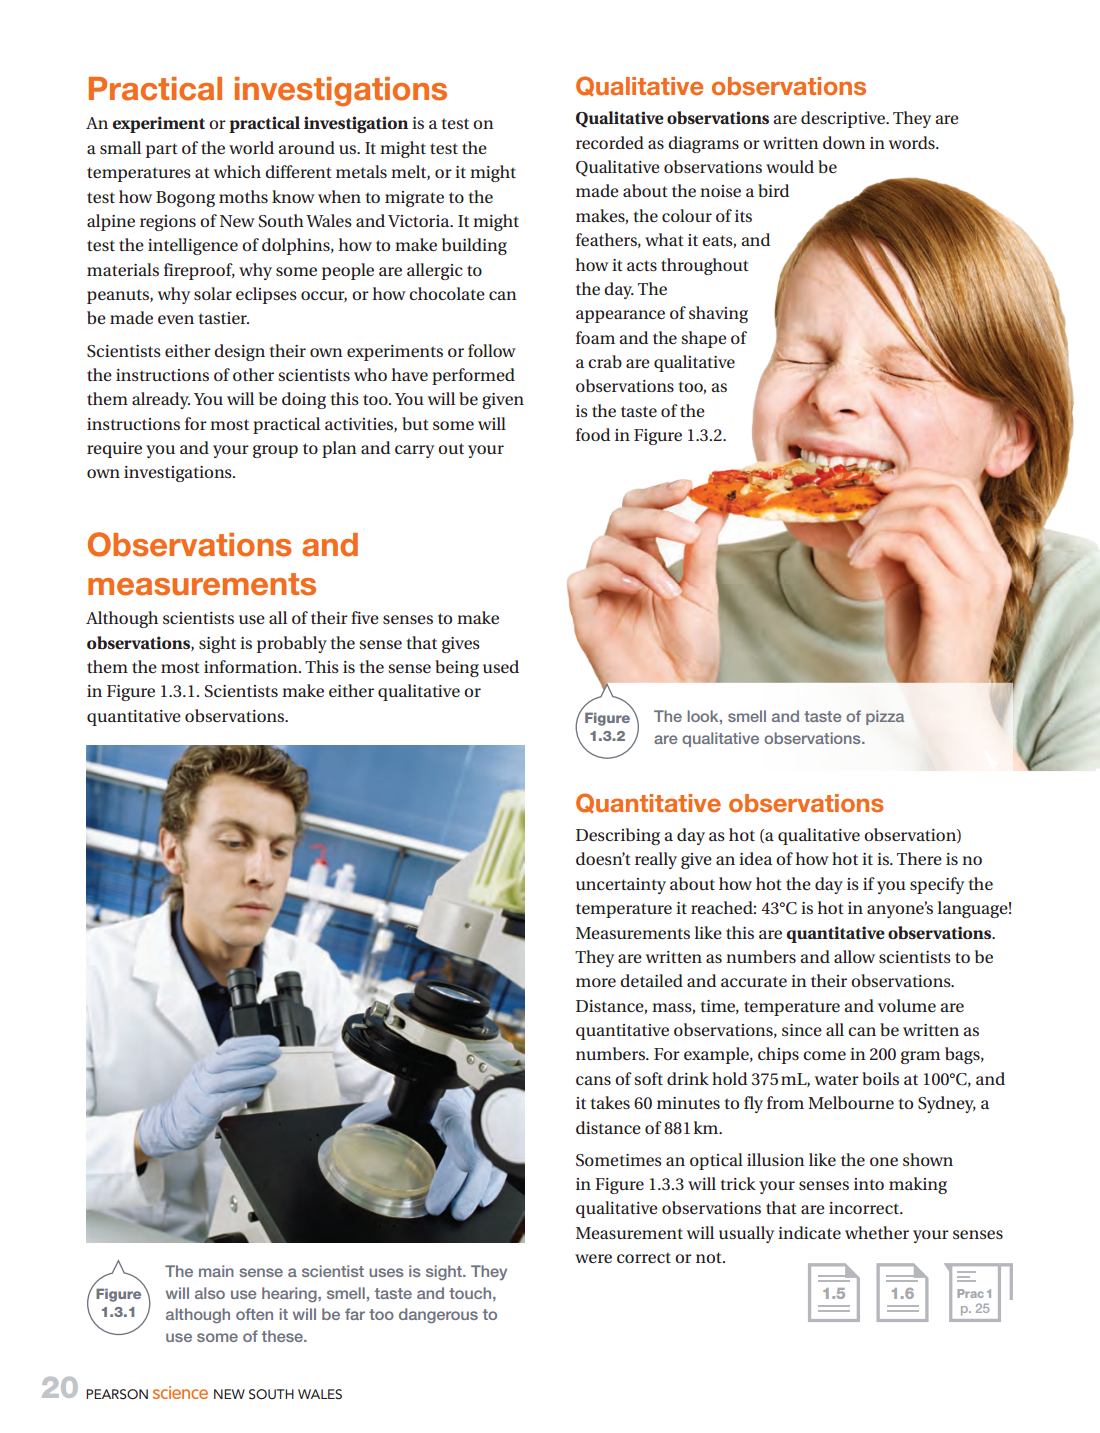 Practical investigations
An experiment or practical investigation is a test on
a small part of the world around us. It might test the
temperatures at which different metals melt, or it might
test how Bogong moths know when to migrate to the
alpine regions of New South Wales and Victoria. It might
test the intelligence of dolphins, how to make building
materials fireproof, why some people are allergic to
peanuts, why solar eclipses occur, or how chocolate can
be made even tastier.
Scientists either design their own experiments or follow
the instructions of other scientists who have performed
them already. You will be doing this too. You will be given
instructions for most practical activities, but some will
require you and your group to plan and carry out your
own investigations.
Observations and
measurements
Although scientists use all of their five senses to make
observations, sight is probably the sense that gives
them the most information. This is the sense being used
in Figure 1.3.1. Scientists make either qualitative or
quantitative observations.
Figure
1.3.1
The main sense a scientist uses is sight. They
will also use hearing, smell, taste and touch,
although often it will be far too dangerous to
use some of these.
Qualitative observations
Qualitative observations are descriptive. They are
recorded as diagrams or written down in words.
Qualitative observations would be
made about the noise a bird
makes, the colour of its
feathers, what it eats, and
how it acts throughout
the day. The
appearance of shaving
foam and the shape of
a crab are qualitative
observations too, as
is the taste of the
food in Figure 1.3.2.
Figure
1.3.2
The look, smell and taste of pizza
are qualitative observations.
Quantitative observations
Describing a day as hot (a qualitative observation)
doesn't really give an idea of how hot it is. There is no
uncertainty about how hot the day is if you specify the
temperature it reached: 43°C is hot in anyone's language!
Measurements like this are quantitative observations.
They are written as numbers and allow scientists to be
more detailed and accurate in their observations.
Distance, mass, time, temperature and volume are
quantitative observations, since all can be written as
numbers. For example, chips come in 200 gram bags,
cans of soft drink hold 375 mL, water boils at 100°C, and
it takes 60 minutes to fly from Melbourne to Sydney, a
distance of 881 km.
Sometimes an optical illusion like the one shown
in Figure 1.3.3 will trick your senses into making
qualitative observations that are incorrect.
Measurement will usually indicate whether your senses
were correct or not.
1.5
1.6
Prac 1
p. 25
20 PEARSON science NEW SOUTH WALES